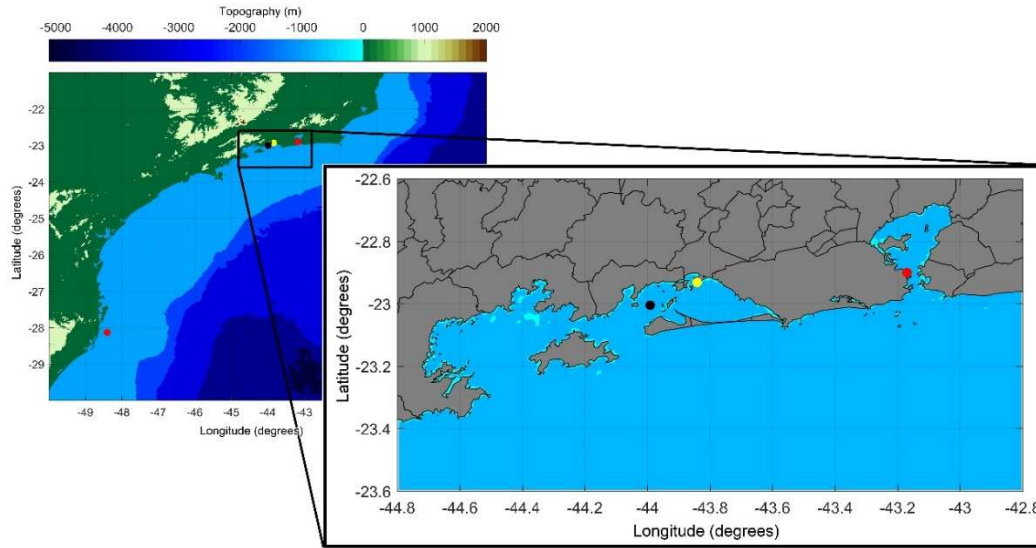 Topography (m)
-5000 -4000 -3000 -2000 -1000 0 1000 2000
Latitude (degrees)
-22
-23
-24
-25
-26
-27
-28
-29
-49 -48 -47 -46 -45 -44 -43
Longitude (degrees)
Latitude (degrees)
-22.6
-22.8
-23
-23.2
-23.4
-23.6
-44.8 -44.6 -44.4 -44.2 -44 -43.8 -43.6 -43.4 -43.2 -43 -42.8
Longitude (degrees)